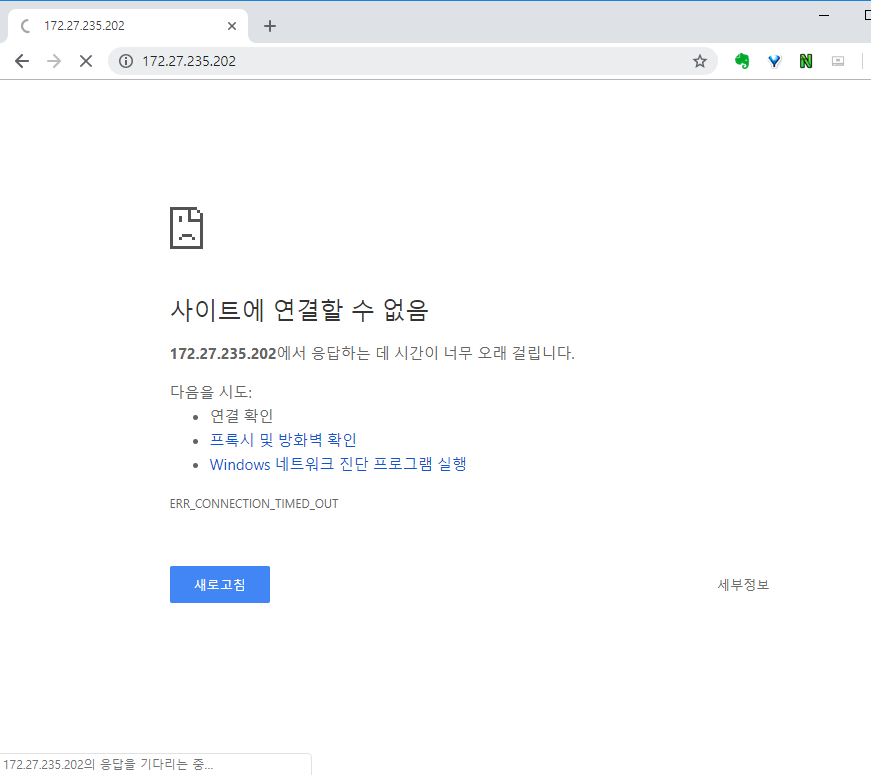 172.27.235.202
172.27.235.202
사이트에 연결할 수 없음
172.27.235.202에서 응답하는 데 시간이 너무 오래 걸립니다.
다음을 시도:
연결 확인
프록시 및 방화벽 확인
Windows 네트워크 진단 프로그램 실행
ERR_CONNECTION_TIMED_OUT
새로고침
세부정보
172.27.235.202의 응답을 기다리는 중...